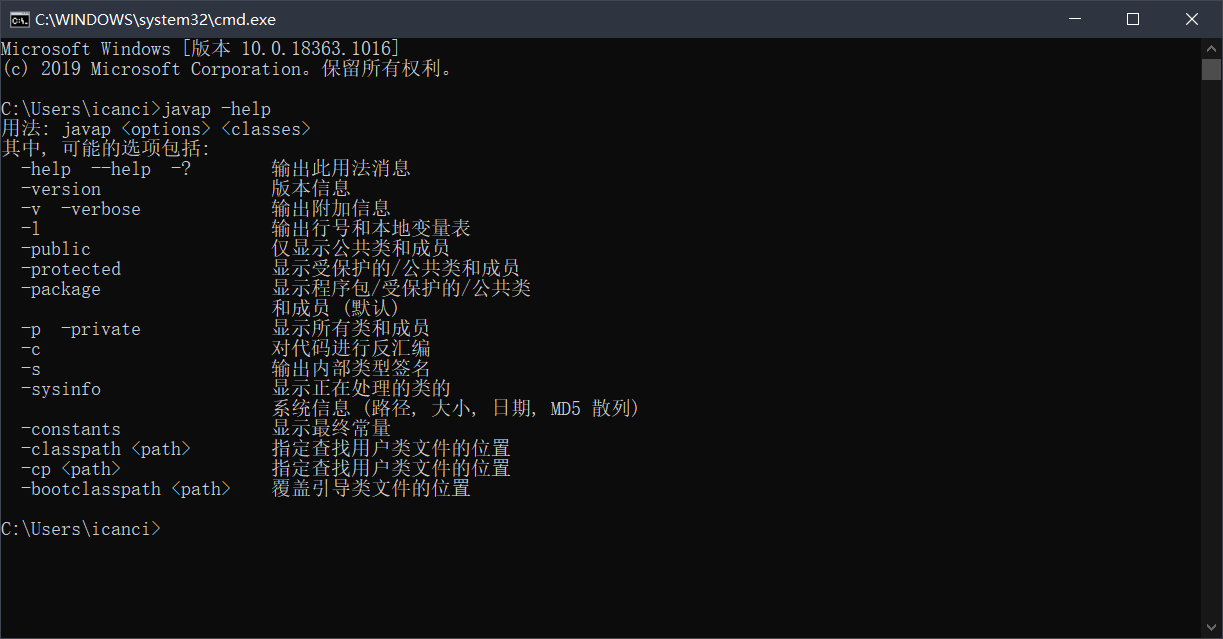 C:\WINDOWS\system32\cmd.exe
Microsoft Windows [版本 10.0.18363.1016]
(c) 2019 Microsoft Corporation。保留所有权利。
C:\Users\icanci>javap -help
用法: javap <options> <classes>
其中, 可能的选项包括:
-help  --help  -?        输出此用法消息
-version                 版本信息
-v  -verbose             输出附加信息
-l                       输出行号和本地变量表
-public                  仅显示公共类和成员
-protected               显示受保护的/公共类和成员
-package                 显示程序包/受保护的/公共类
和成员 (默认)
-p  -private             显示所有类和成员
-c                       对代码进行反汇编
-s                       输出内部类型签名
-sysinfo                 显示正在处理的类的
系统信息 (路径, 大小, 日期, MD5 散列)
-constants               显示最终常量
-classpath <path>        指定查找用户类文件的位置
-cp <path>               指定查找用户类文件的位置
-bootclasspath <path>    覆盖引导类文件的位置
C:\Users\icanci>